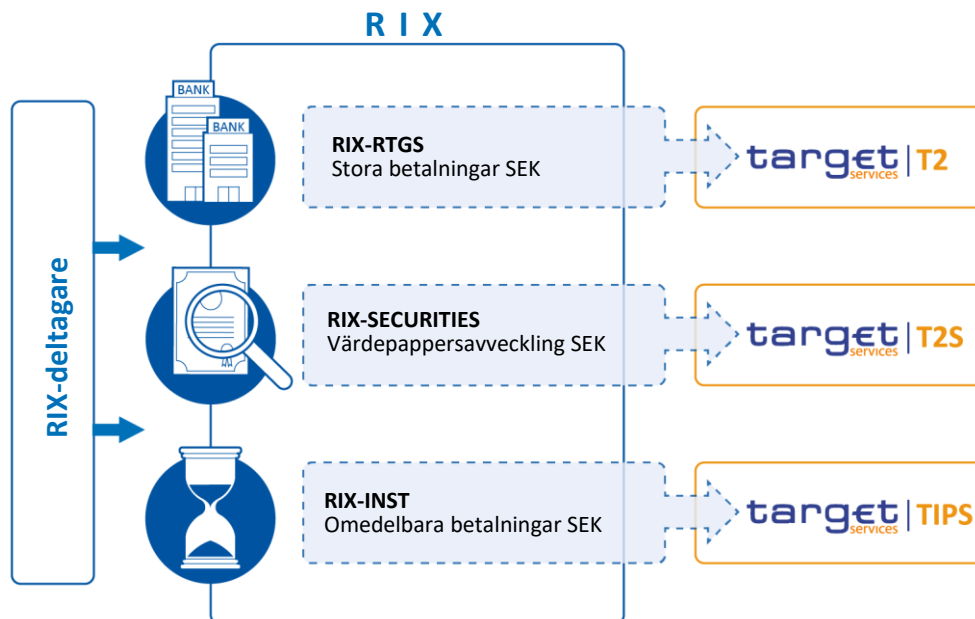 RIX
BANK
BANK
RIX-deltagare
RIX-RTGS
Stora betalningar SEK
target services | T2
RIX-SECURITIES
Värdepappersavveckling SEK
target services | T2S
RIX-INST
Omedelbara betalningar SEK
target services | TIPS